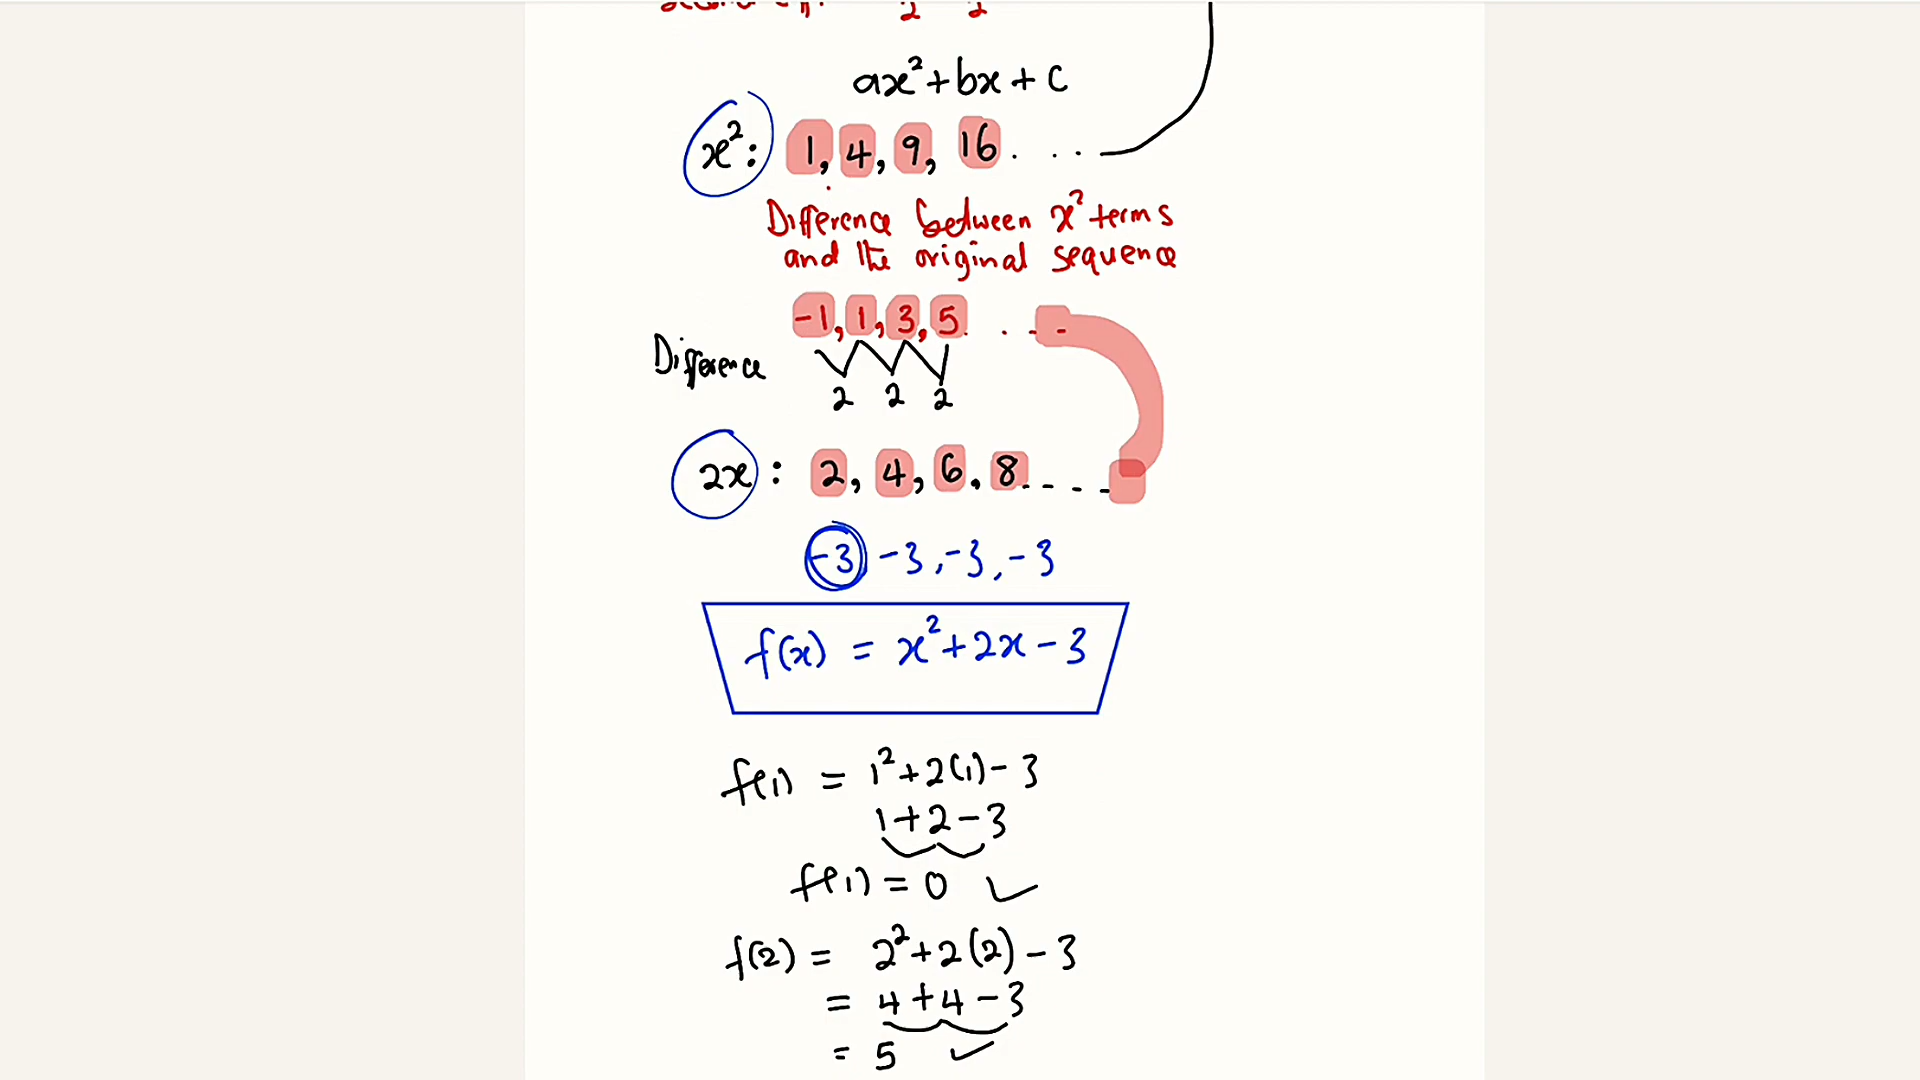 2 2
ax²+bx+c
x²: 1, 4, 9, 16. . . .
Difference between x² terms
and the original sequence
-1, 1, 3, 5. . . -
Difference
2 2 2
2x : 2, 4, 6, 8. - - - -
-3 -3, -3, -3
f(x) = x²+2x-3
f(1) = 1²+2(1)-3
1+2-3
f(1) = 0 ✓
f(2) = 2²+2(2)-3
= 4+4-3
= 5 ✓